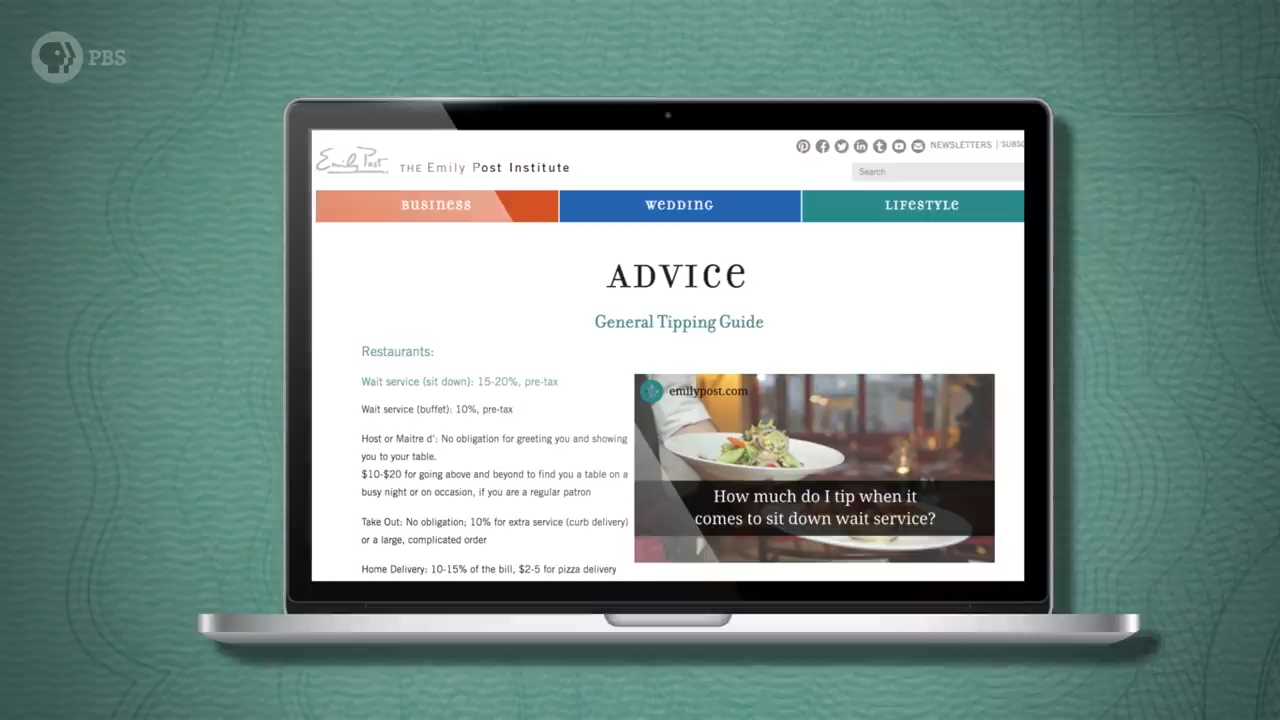 PBS
Emily Post
THE Emily Post Institute
NEWSLETTERS | SUBSC
Search
BUSINESS
WEDDING
LIFESTYLE
ADVICE
General Tipping Guide
Restaurants:
Wait service (sit down): 15-20%, pre-tax
Wait service (buffet): 10%, pre-tax
Host or Maitre d': No obligation for greeting you and showing
you to your table.
$10-$20 for going above and beyond to find you a table on a
busy night or on occasion, if you are a regular patron
Take Out: No obligation; 10% for extra service (curb delivery)
or a large, complicated order
Home Delivery: 10-15% of the bill, $2-5 for pizza delivery
emilypost.com
How much do I tip when it
comes to sit down wait service?